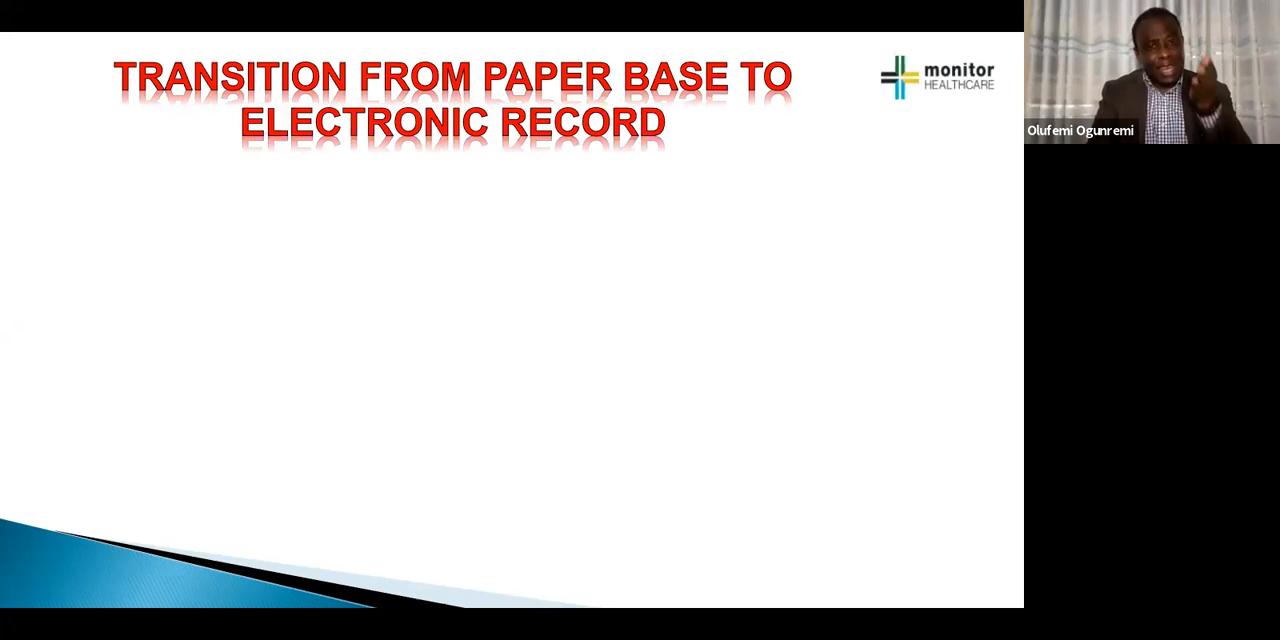 TRANSITION FROM PAPER BASE TO
ELECTRONIC RECORD
monitor
HEALTHCARE
Olufemi Ogunremi